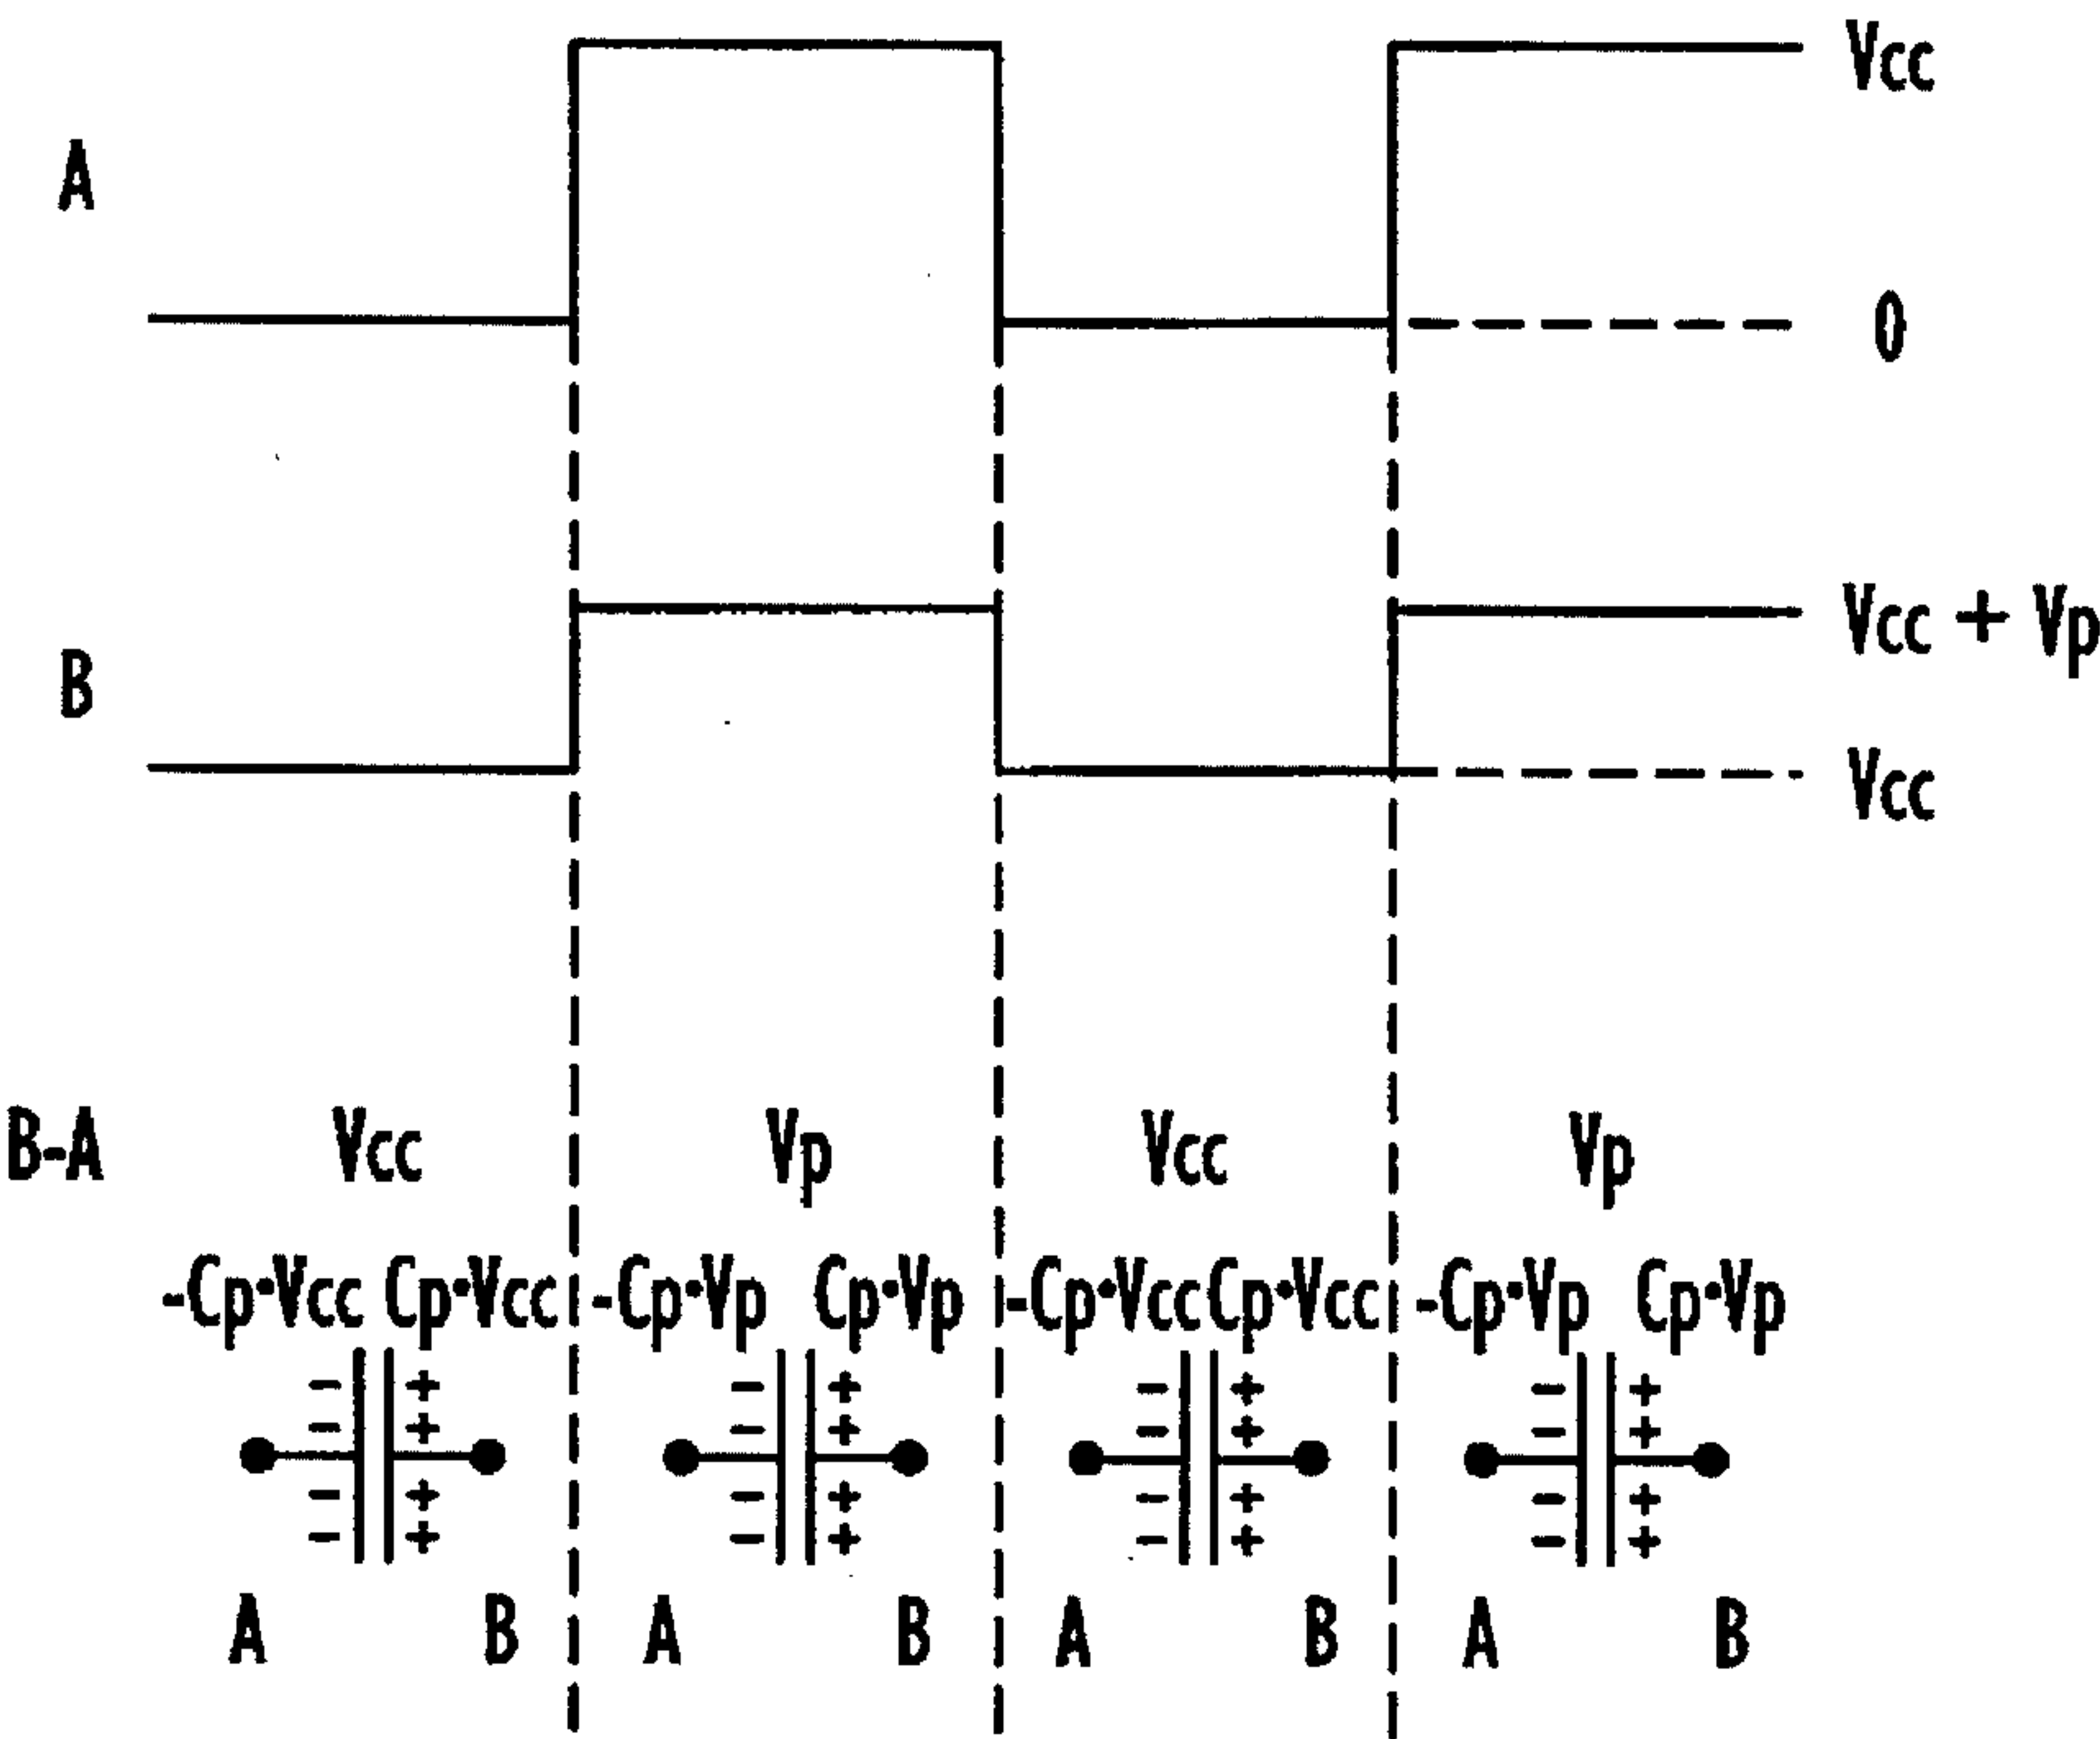 Vcc
A
0
Vcc + Vp
B
Vcc
B-A Vcc Vp Vcc Vp
-Cp•Vcc Cp•Vcc -Cp•Vp Cp•Vp -Cp•Vcc Cp•Vcc -Cp•Vp Cp•Vp
- + - + - + - +
- + - + - + - +
- + - + - + - +
- + - + - + - +
A B A B A B A B